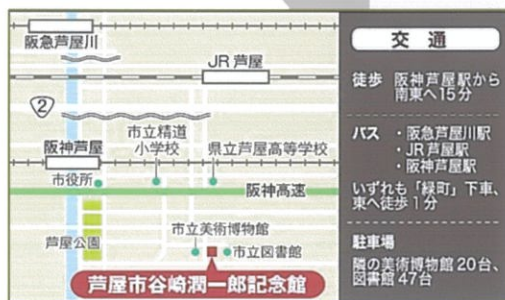 阪急芦屋川
JR 芦屋
2
市立精道
小学校
阪神芦屋
県立芦屋高等学校
市役所
阪神高速
市立美術博物館
芦屋公園
市立図書館
芦屋市谷崎潤一郎記念館
交通
徒歩 阪神芦屋駅から
南東へ15分
バス ・阪急芦屋川駅
・JR芦屋駅
・阪神芦屋駅
いずれも「緑町」下車、
東へ徒歩1分
駐車場
隣の美術博物館20台、
図書館47台